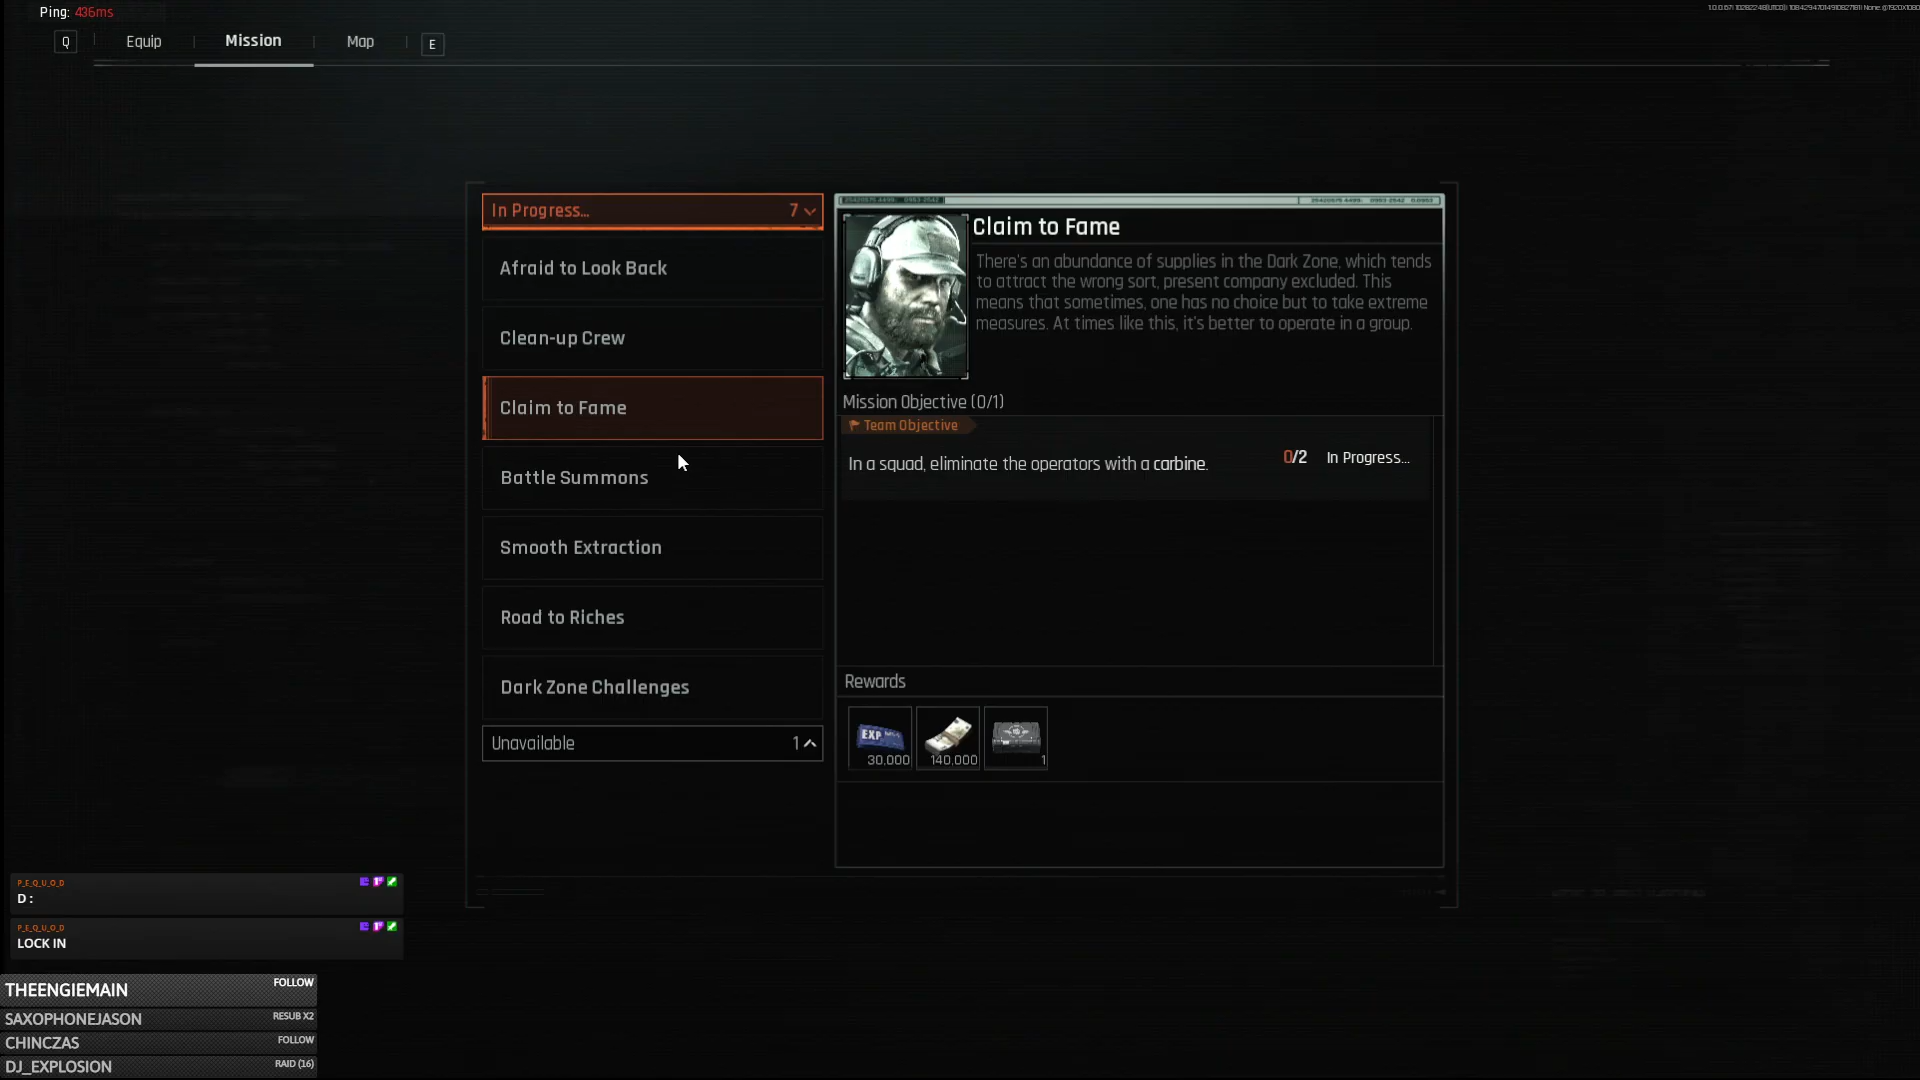 Ping: 436ms
Q
Equip
Mission
Map
E
In Progress... 7
Afraid to Look Back
Clean-up Crew
Claim to Fame
Battle Summons
Smooth Extraction
Road to Riches
Dark Zone Challenges
Unavailable 1
Claim to Fame
There's an abundance of supplies in the Dark Zone, which tends
to attract the wrong sort, present company excluded. This
means that sometimes, one has no choice but to take extreme
measures. At times like this, it's better to operate in a group.
Mission Objective (0/1)
Team Objective
In a squad, eliminate the operators with a carbine. 0/2 In Progress...
Rewards
EXP
30,000
140,000
1
P_E_Q_U_O_D
D :
P_E_Q_U_O_D
LOCK IN
THEENGIEMAIN FOLLOW
SAXOPHONEJASON RESUB X2
CHINCZAS FOLLOW
DJ_EXPLOSION RAID (16)